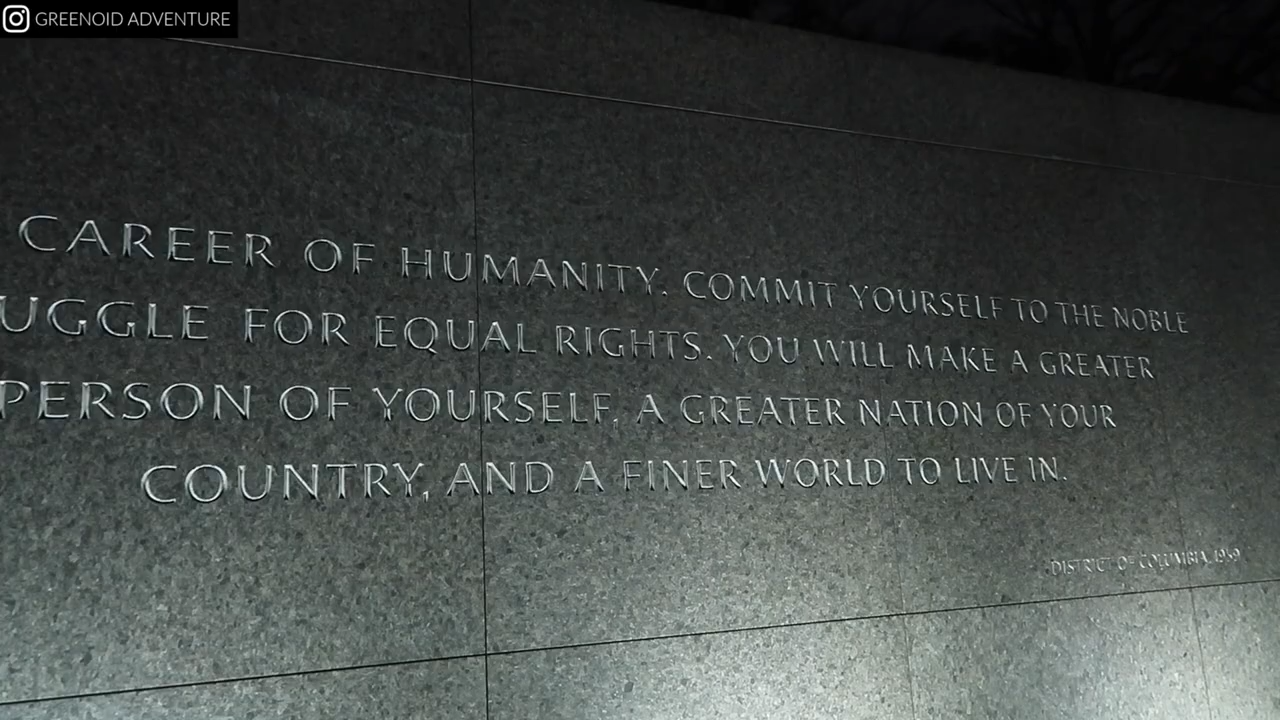 GREENOID ADVENTURE
CAREER OF HUMANITY. COMMIT YOURSELF TO THE NOBLE
UGGLE FOR EQUAL RIGHTS. YOU WILL MAKE A GREATER
PERSON OF YOURSELF, A GREATER NATION OF YOUR
COUNTRY, AND A FINER WORLD TO LIVE IN.
DISTRICT OF COLUMBIA, 1959